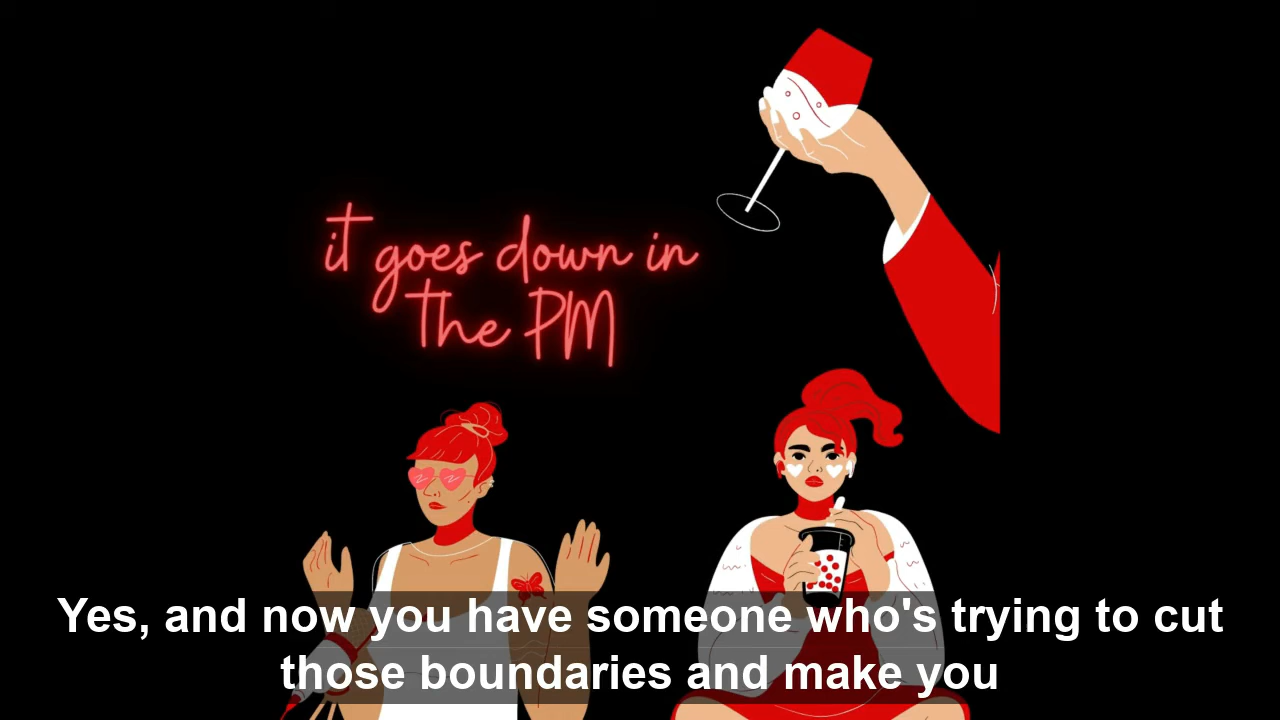 it goes down in
the PM
Yes, and now you have someone who's trying to cut
those boundaries and make you